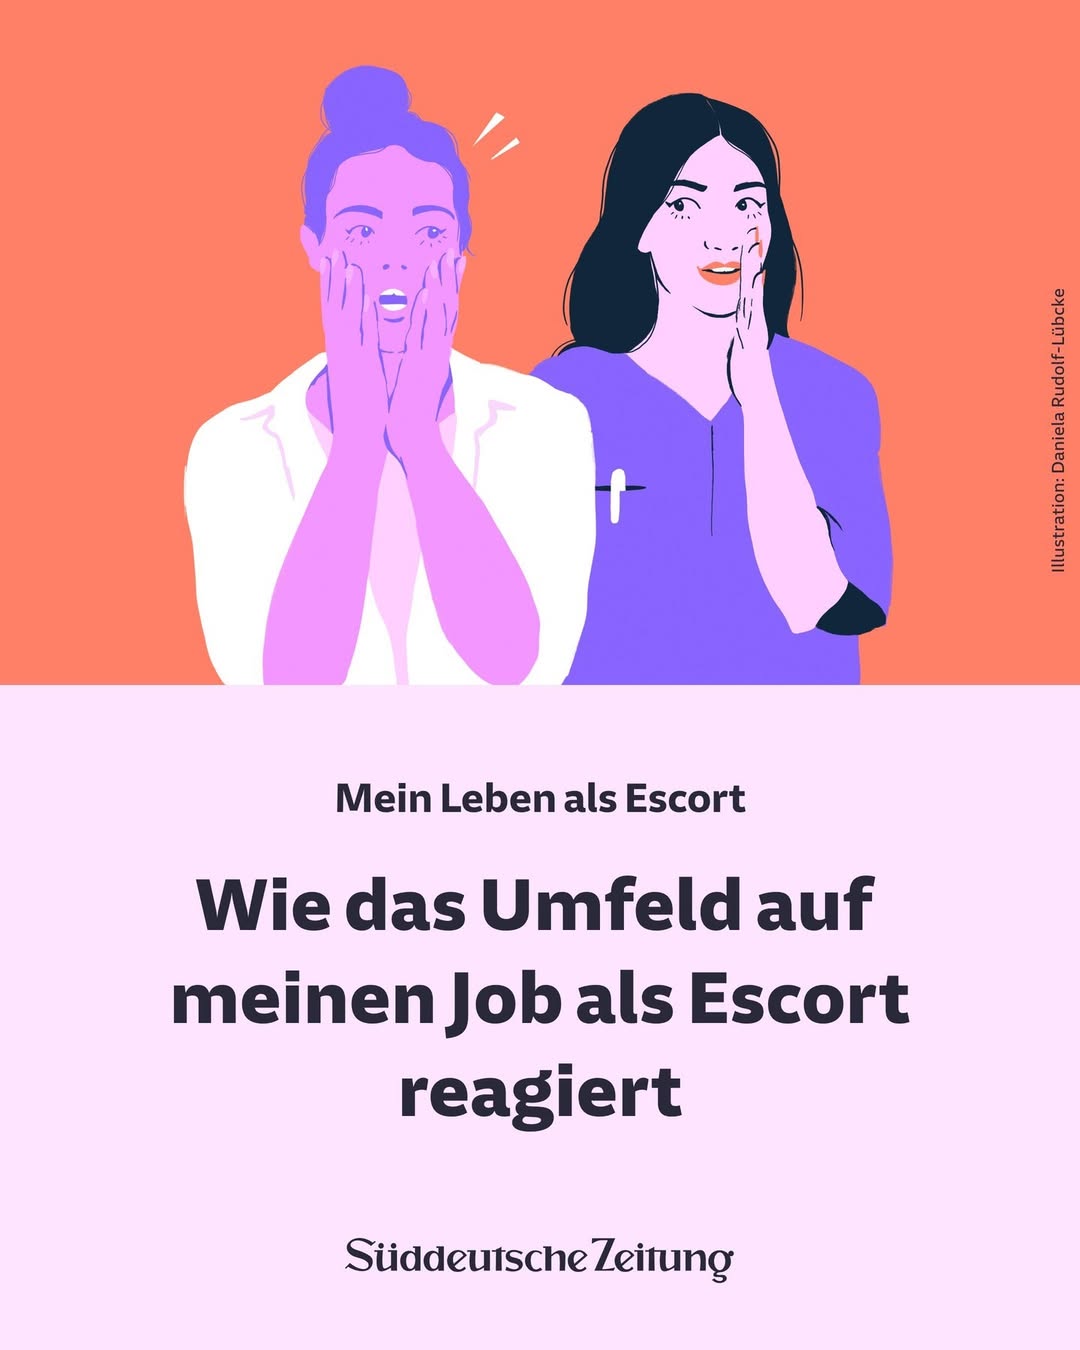 Illustration: Daniela Rudolf-Lübcke
Mein Leben als Escort
Wie das Umfeld auf
meinen Job als Escort
reagiert
Süddeutsche Zeitung